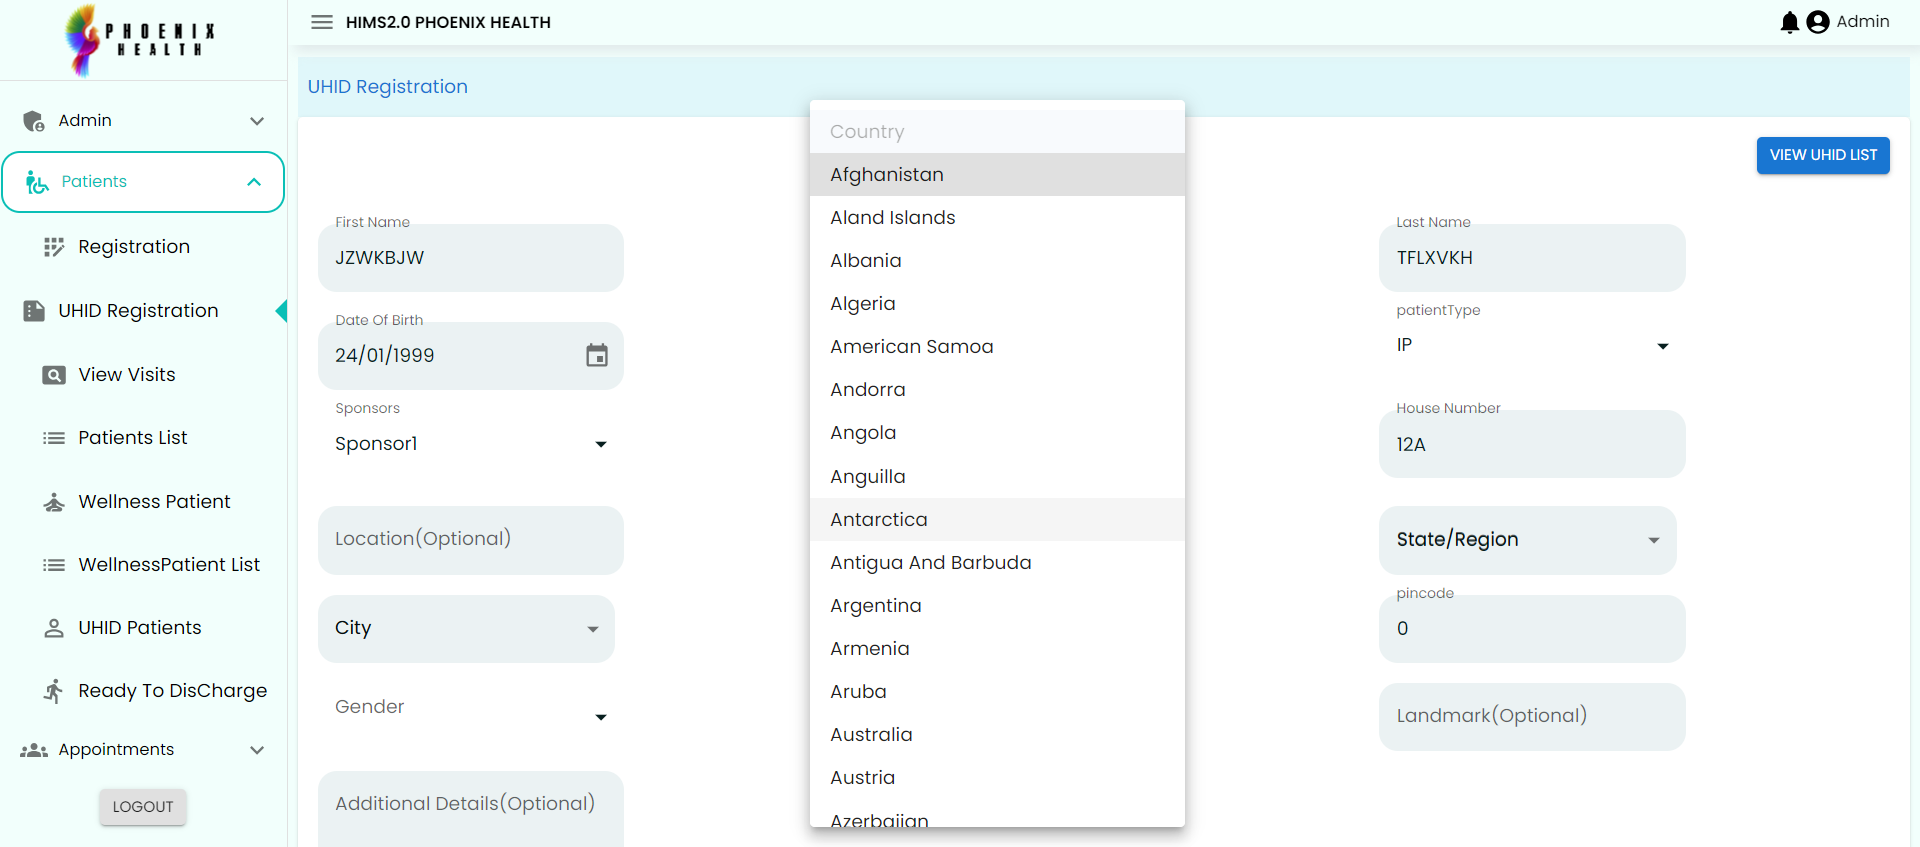 PHOENIX
HEALTH
HIMS2.0 PHOENIX HEALTH
Admin
Admin
Patients
Registration
UHID Registration
View Visits
Patients List
Wellness Patient
WellnessPatient List
UHID Patients
Ready To DisCharge
Appointments
LOGOUT
UHID Registration
VIEW UHID LIST
First Name
JZWKBJW
Last Name
TFLXVKH
Date Of Birth
24/01/1999
patientType
IP
Sponsors
Sponsor1
House Number
12A
Location(Optional)
State/Region
City
pincode
0
Gender
Landmark(Optional)
Additional Details(Optional)
Country
Afghanistan
Aland Islands
Albania
Algeria
American Samoa
Andorra
Angola
Anguilla
Antarctica
Antigua And Barbuda
Argentina
Armenia
Aruba
Australia
Austria
Azerbaijan